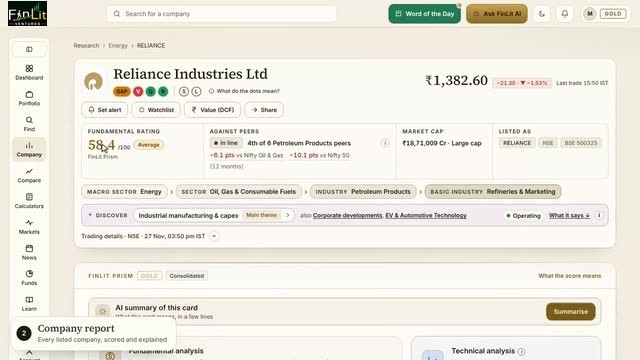 FinLit
VENTURES
Search for a company
Word of the Day
Ask FinLit AI
M GOLD
Research › Energy › RELIANCE
Dashboard
Portfolio
Find
Company
Compare
Calculators
Markets
News
Funds
Learn
Reliance Industries Ltd
₹1,382.60
−21.30 · ▼ −1.53%
Last trade 15:50 IST
G&P V Q R S L What do the dots mean?
Set alert
Watchlist
₹ Value (DCF)
Share
FUNDAMENTAL RATING
58.4 /100 Average
FinLit Prism
AGAINST PEERS
In line 4th of 6 Petroleum Products peers
−6.1 pts vs Nifty Oil & Gas −10.1 pts vs Nifty 50
(12 months)
MARKET CAP
₹18,71,009 Cr · Large cap
LISTED AS
RELIANCE NSE BSE 500325
MACRO SECTOR Energy › SECTOR Oil, Gas & Consumable Fuels › INDUSTRY Petroleum Products › BASIC INDUSTRY Refineries & Marketing
DISCOVER Industrial manufacturing & capex Main theme › also Corporate developments, EV & Automotive Technology
Operating What it says
Trading details · NSE · 27 Nov, 03:50 pm IST
FINLIT PRISM GOLD Consolidated
What the score means
AI summary of this card
Summarise
Fundamental analysis
Technical analysis
2 Company report
Every listed company, scored and explained